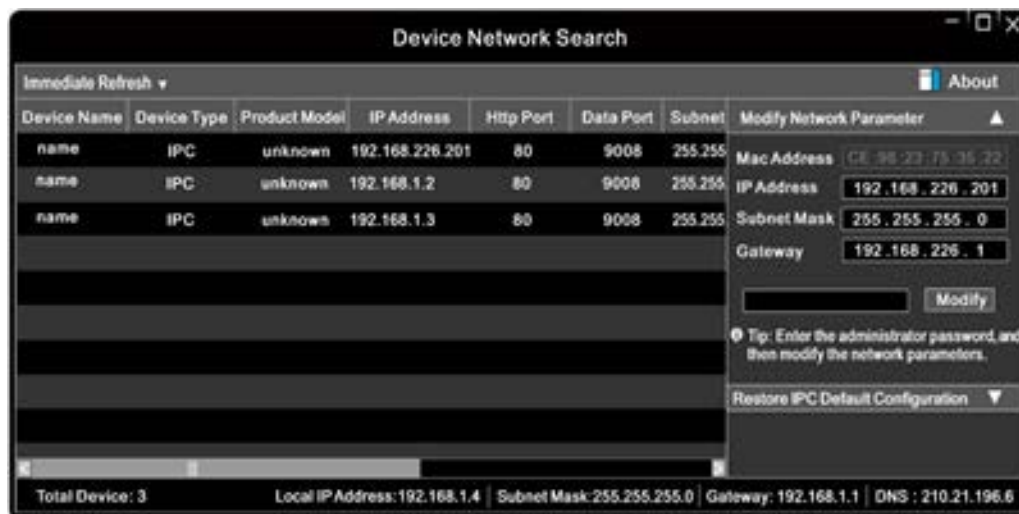 Device Network Search
Immediate Refresh
About
Device Name Device Type Product Model IP Address Http Port Data Port Subnet
name IPC unknown 192.168.226.201 80 9008 255.255
name IPC unknown 192.168.1.2 80 9008 255.255
name IPC unknown 192.168.1.3 80 9008 255.255
Modify Network Parameter
Mac Address
IP Address 192.168.226.201
Subnet Mask 255.255.255.0
Gateway 192.168.226.1
Modify
Tip: Enter the administrator password, and
then modify the network parameters.
Restore IPC Default Configuration
Total Device: 3 Local IP Address:192.168.1.4 Subnet Mask:255.255.255.0 Gateway: 192.168.1.1 DNS : 210.21.196.6